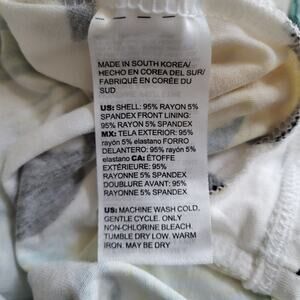 MADE IN SOUTH KOREA/
HECHO EN COREA DEL SUR/
FABRIQUÉ EN CORÉE DU
SUD
US: SHELL: 95% RAYON 5%
SPANDEX FRONT LINING:
95% RAYON 5% SPANDEX
MX: TELA EXTERIOR: 95%
rayón 5% elastano FORRO
DELANTERO: 95% rayón 5%
elastano CA: ÉTOFFE
EXTÉRIEURE: 95%
RAYONNE 5% SPANDEX
DOUBLURE AVANT: 95%
RAYONNE 5% SPANDEX
US: MACHINE WASH COLD,
GENTLE CYCLE. ONLY
NON-CHLORINE BLEACH.
TUMBLE DRY LOW. WARM
IRON. MAY BE DRY